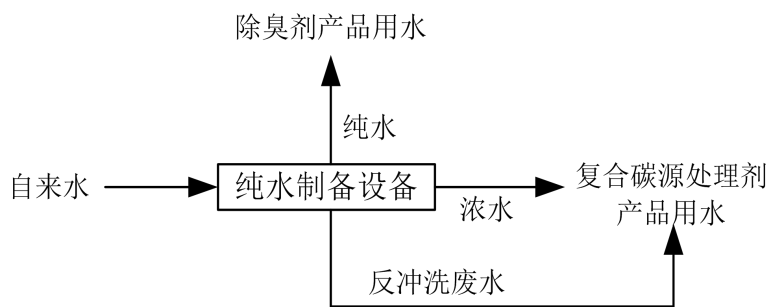 除臭剂产品用水
纯水
自来水
纯水制备设备
浓水
复合碳源处理剂
产品用水
反冲洗废水